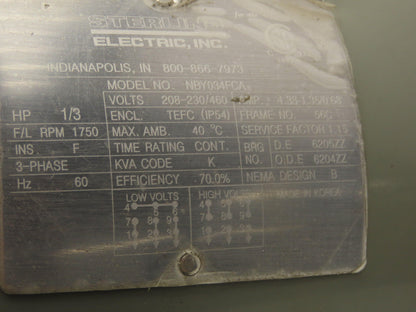 STERLING
ELECTRIC, INC.
INDIANAPOLIS, IN 800-866-7973
MODEL NO. NBY034FCA
HP 1/3 VOLTS 208-230/460
F/L RPM 1750 ENCL. TEFC (IP54) FRAME NO. 56C
INS F MAX. AMB. 40 °C SERVICE FACTOR 1.15
3-PHASE TIME RATING CONT. BRG D.E 6205ZZ
Hz 60 KVA CODE K NO. O.D.E 6204ZZ
EFFICIENCY 70.0% NEMA DESIGN B
LOW VOLTS HIGH VOLTS MADE IN KOREA